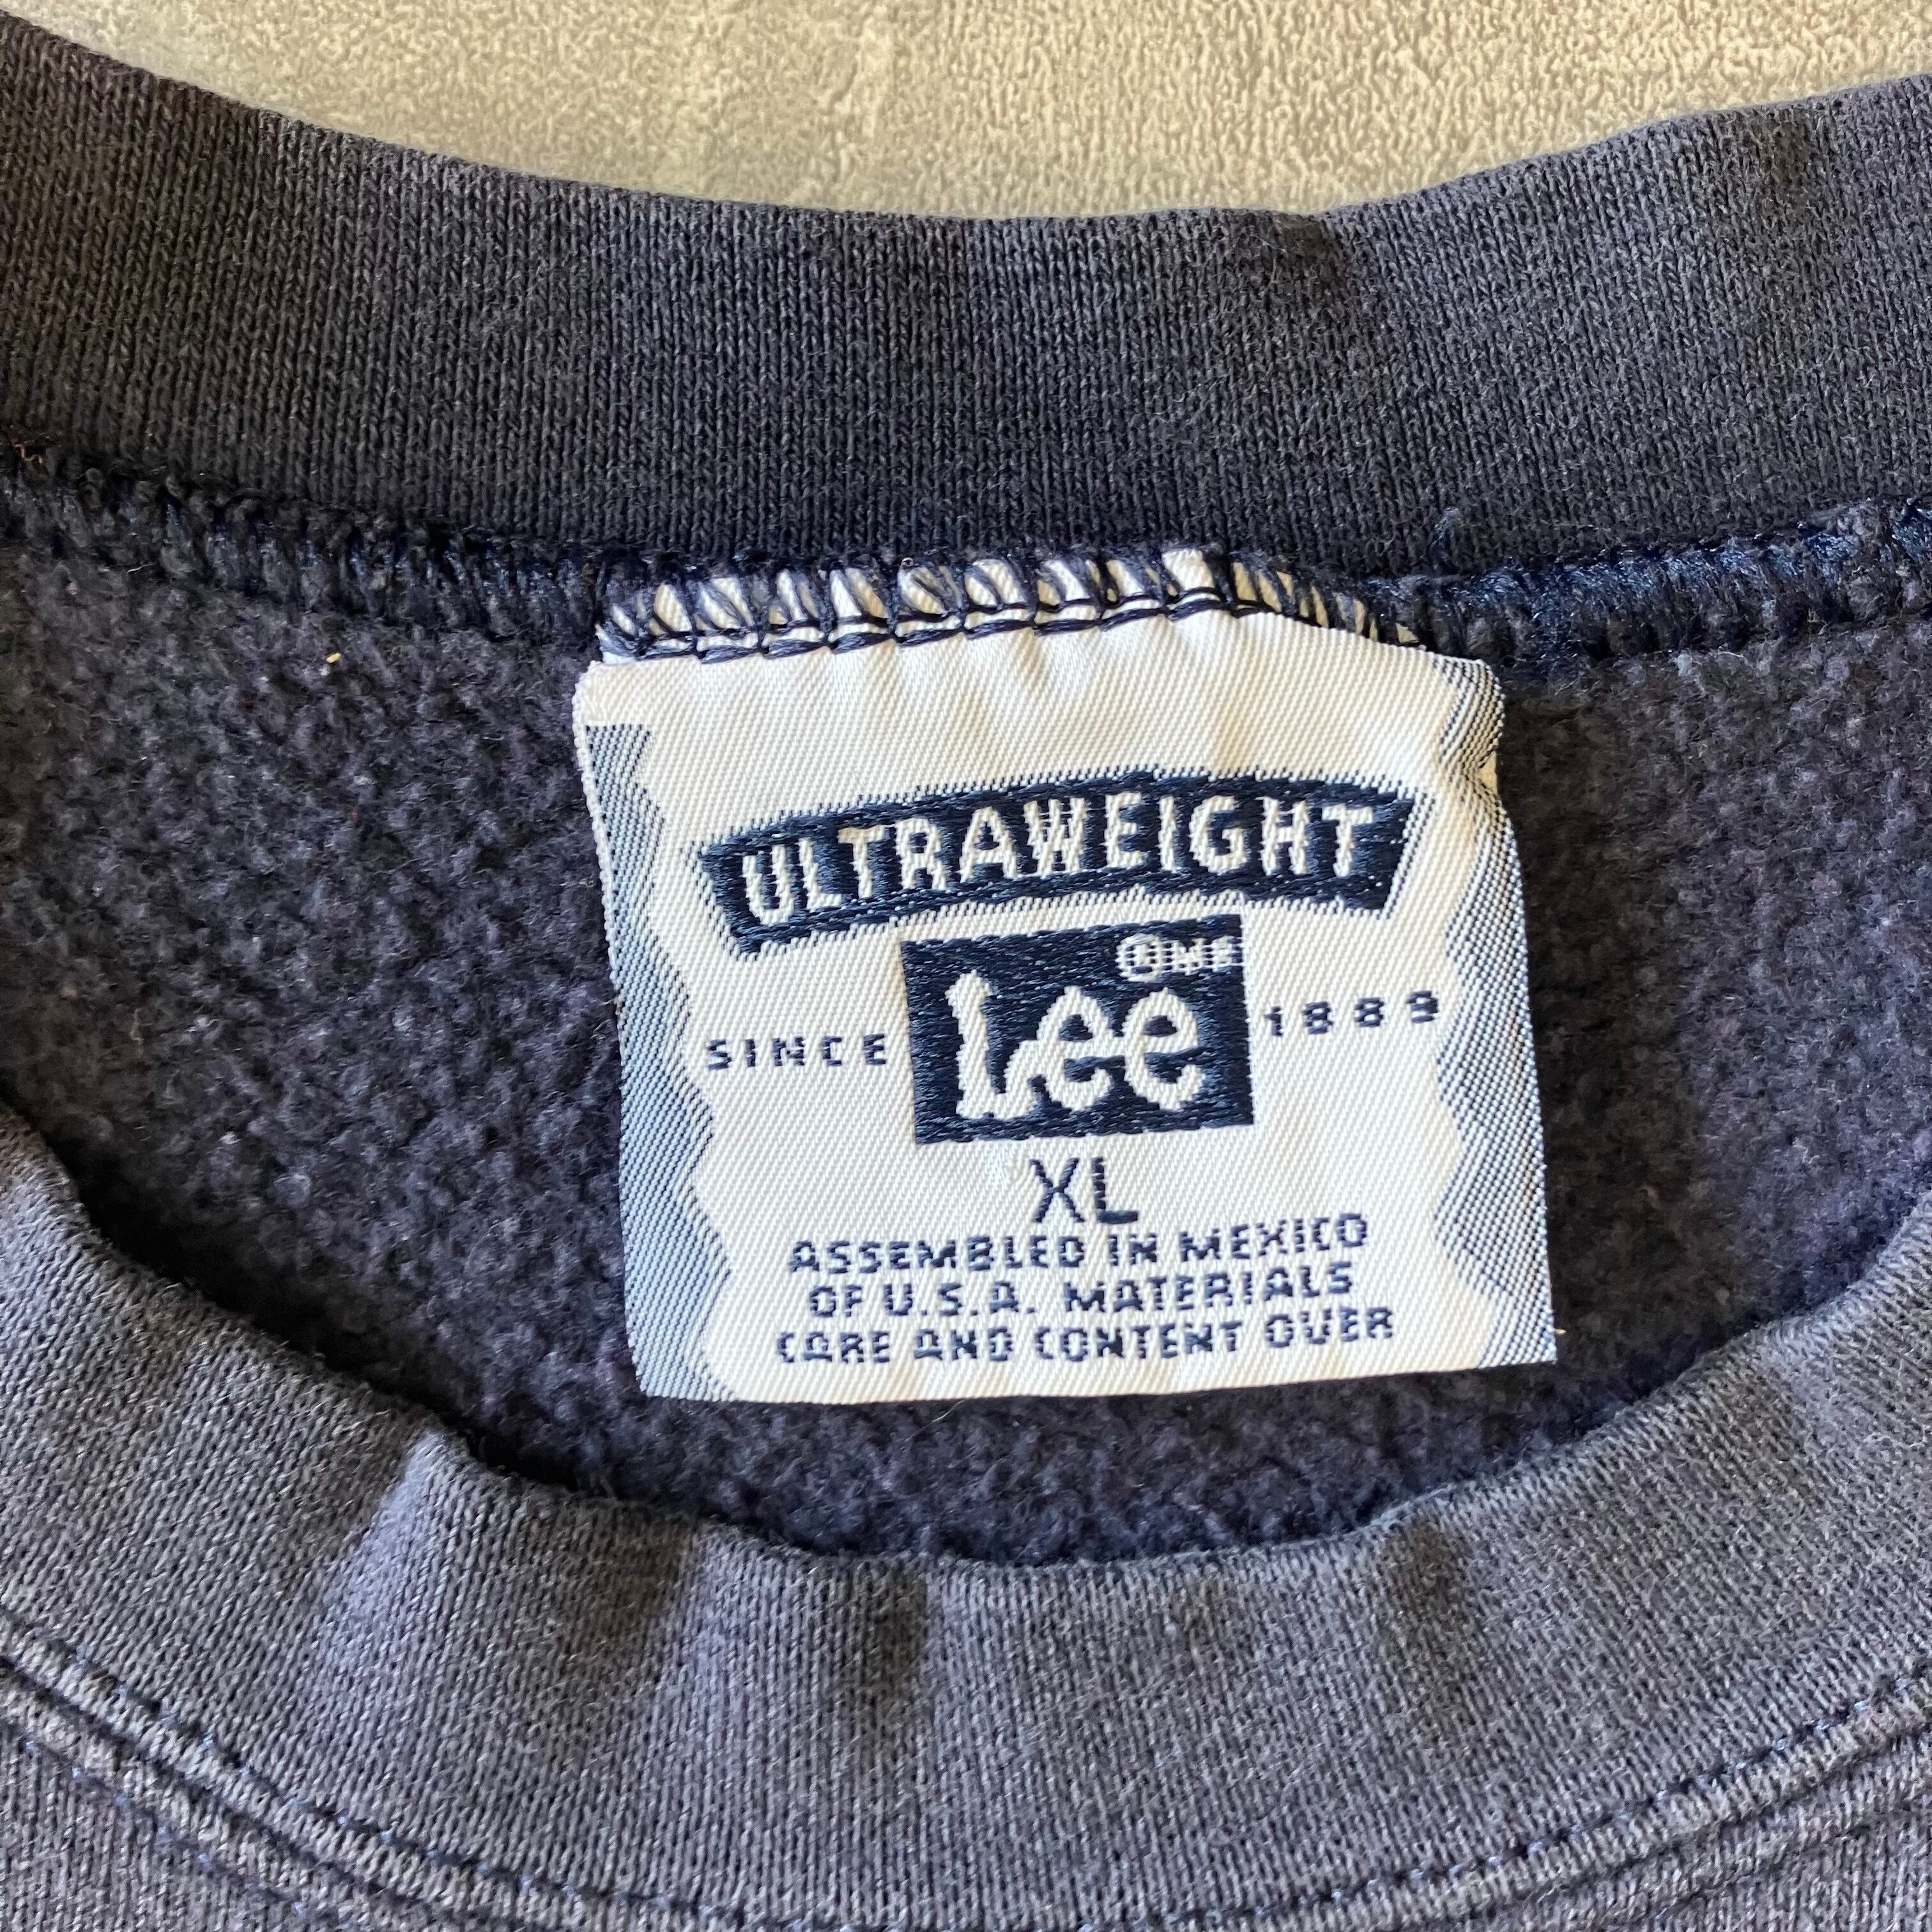 ULTRAWEIGHT
SINCE Lee 1889
XL
ASSEMBLED IN MEXICO
OF U.S.A. MATERIALS
CARE AND CONTENT OVER